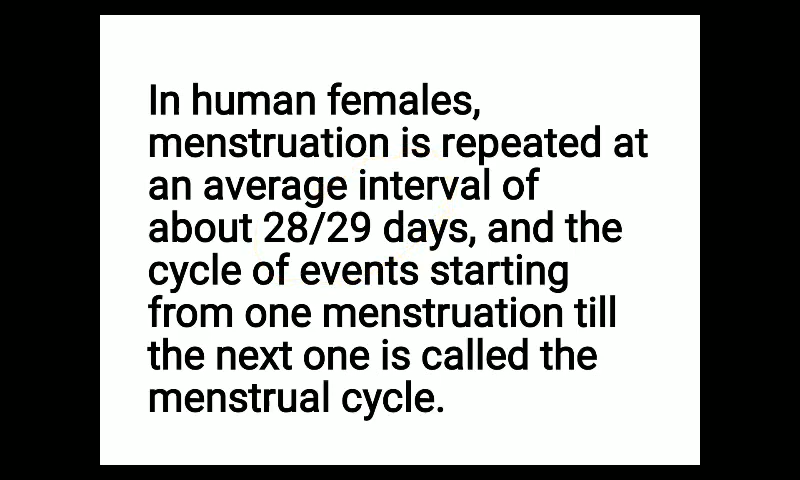 In human females,
menstruation is repeated at
an average interval of
about 28/29 days, and the
cycle of events starting
from one menstruation till
the next one is called the
menstrual cycle.